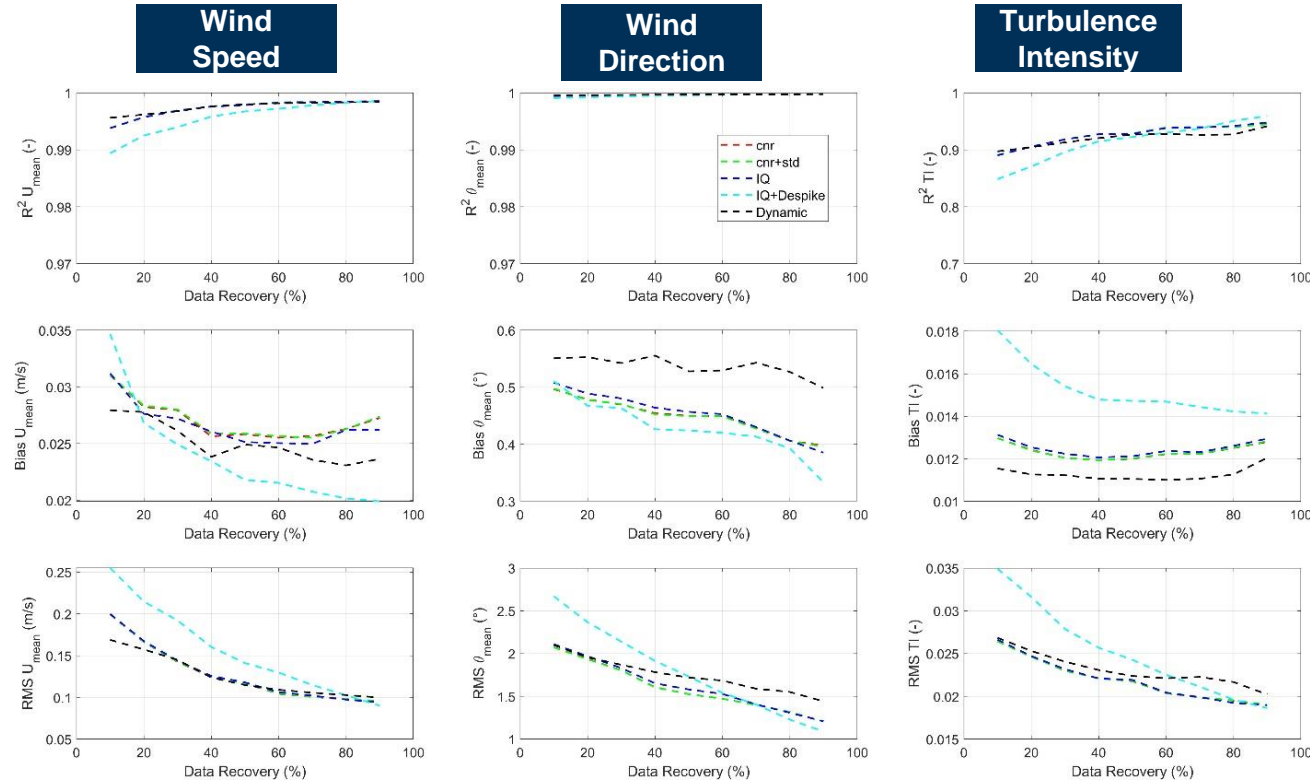 Wind
Speed
Wind
Direction
Turbulence
Intensity
R² U_mean (-)
1
0.99
0.98
0.97
0 20 40 60 80 100
Data Recovery (%)
R² θ_mean (-)
1
0.99
0.98
0.97
cnr
cnr+std
IQ
IQ+Despike
Dynamic
0 20 40 60 80 100
Data Recovery (%)
R² TI (-)
1
0.9
0.8
0.7
0 20 40 60 80 100
Data Recovery (%)
Bias U_mean (m/s)
0.035
0.03
0.025
0.02
0 20 40 60 80 100
Data Recovery (%)
Bias θ_mean (°)
0.6
0.5
0.4
0.3
0 20 40 60 80 100
Data Recovery (%)
Bias TI (-)
0.018
0.016
0.014
0.012
0.01
0 20 40 60 80 100
Data Recovery (%)
RMS U_mean (m/s)
0.25
0.2
0.15
0.1
0.05
0 20 40 60 80 100
Data Recovery (%)
RMS θ_mean (°)
3
2.5
2
1.5
1
0 20 40 60 80 100
Data Recovery (%)
RMS TI (-)
0.035
0.03
0.025
0.02
0.015
0 20 40 60 80 100
Data Recovery (%)